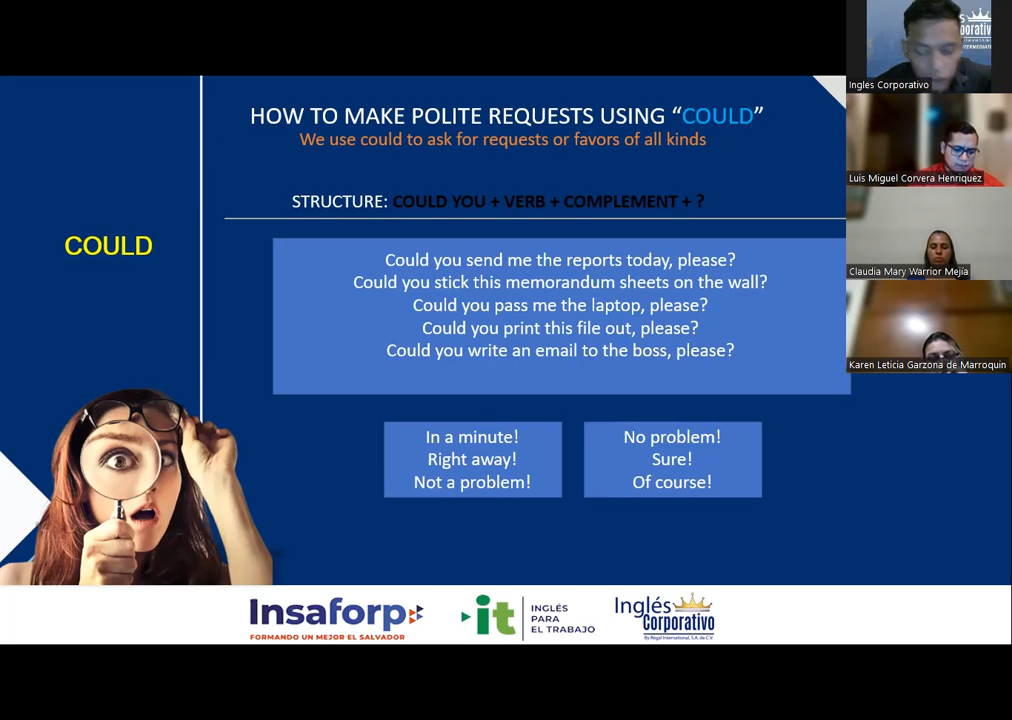 HOW TO MAKE POLITE REQUESTS USING “COULD”
We use could to ask for requests or favors of all kinds
STRUCTURE: COULD YOU + VERB + COMPLEMENT + ?
COULD
Could you send me the reports today, please?
Could you stick this memorandum sheets on the wall?
Could you pass me the laptop, please?
Could you print this file out, please?
Could you write an email to the boss, please?
In a minute!
Right away!
Not a problem!
No problem!
Sure!
Of course!
Insaforp
FORMANDO UN MEJOR EL SALVADOR
it
INGLÉS
PARA
EL TRABAJO
Inglés
Corporativo
By Regal International, S.A. de C.V.
Ingles Corporativo
Luis Miguel Corvera Henriquez
Claudia Mary Warrior Mejía
Karen Leticia Garzona de Marroquin